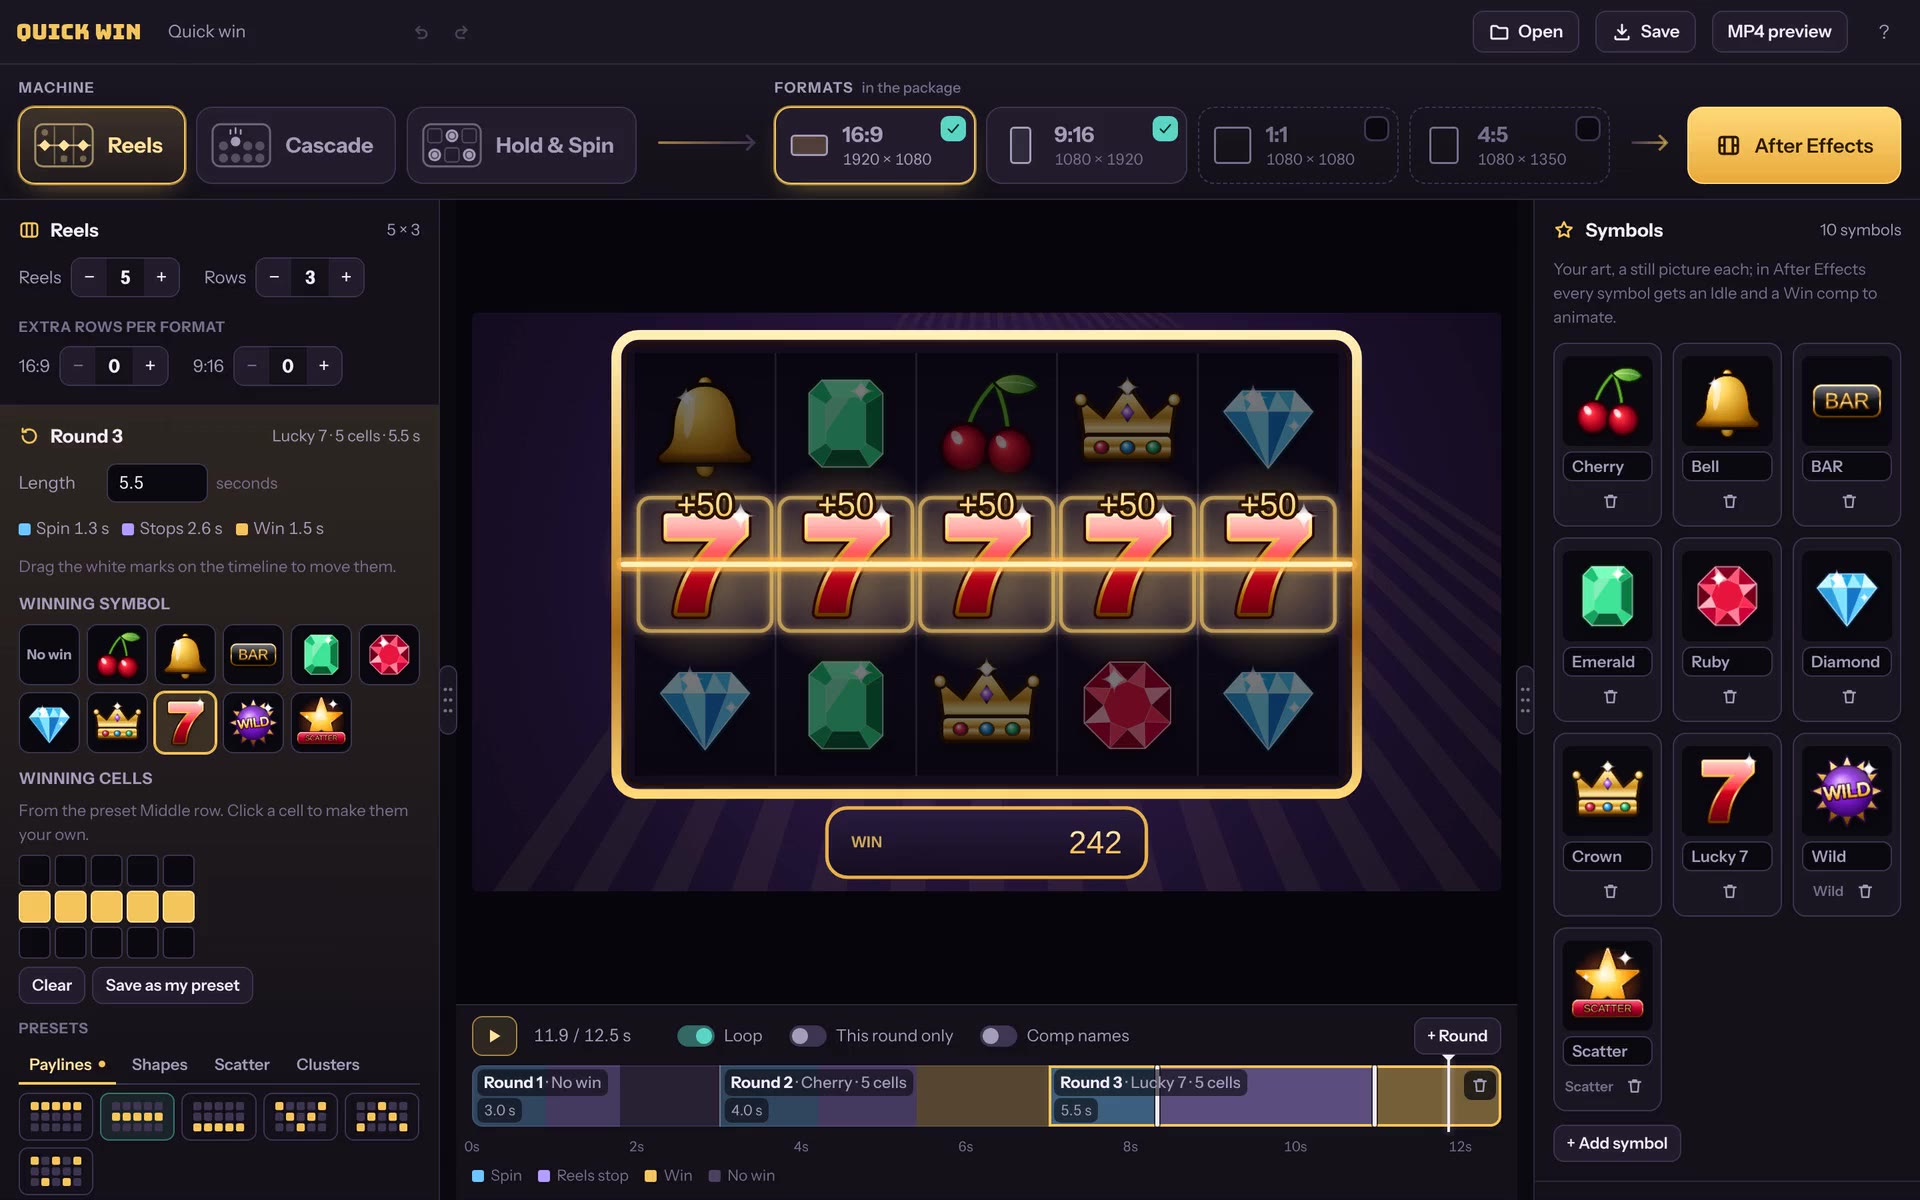 QUICK WIN
Quick win
Open
Save
MP4 preview
?
MACHINE
Reels
Cascade
Hold & Spin
FORMATS in the package
16:9
1920 × 1080
9:16
1080 × 1920
1:1
1080 × 1080
4:5
1080 × 1350
After Effects
Reels
5 × 3
Reels − 5 + Rows − 3 +
EXTRA ROWS PER FORMAT
16:9 − 0 + 9:16 − 0 +
Round 3
Lucky 7 · 5 cells · 5.5 s
Length 5.5 seconds
Spin 1.3 s Stops 2.6 s Win 1.5 s
Drag the white marks on the timeline to move them.
WINNING SYMBOL
No win
BAR
7
WILD
SCATTER
WINNING CELLS
From the preset Middle row. Click a cell to make them
your own.
Clear
Save as my preset
PRESETS
Paylines
Shapes
Scatter
Clusters
+50 +50 +50 +50 +50
7 7 7 7 7
WIN 242
11.9 / 12.5 s
Loop
This round only
Comp names
+ Round
Round 1 · No win
3.0 s
Round 2 · Cherry · 5 cells
4.0 s
Round 3 · Lucky 7 · 5 cells
5.5 s
0s 2s 4s 6s 8s 10s 12s
Spin Reels stop Win No win
Symbols
10 symbols
Your art, a still picture each; in After Effects
every symbol gets an Idle and a Win comp to
animate.
BAR
Cherry Bell BAR
Emerald Ruby Diamond
7
WILD
Crown Lucky 7 Wild
Wild
SCATTER
Scatter
Scatter
+ Add symbol